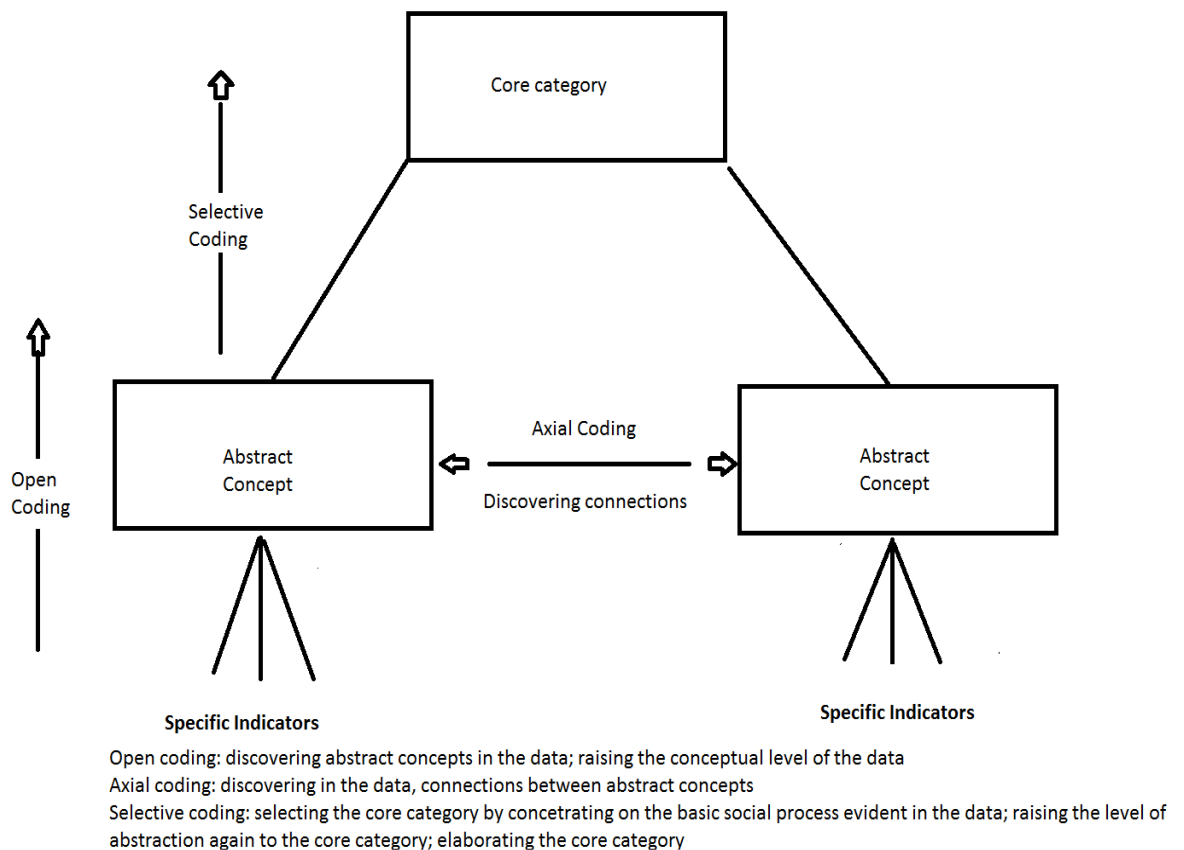 Core category
Selective
Coding
Axial Coding
Abstract
Concept
Abstract
Concept
Open
Coding
Discovering connections
Specific Indicators
Specific Indicators
Open coding: discovering abstract concepts in the data; raising the conceptual level of the data
Axial coding: discovering in the data, connections between abstract concepts
Selective coding: selecting the core category by concetrating on the basic social process evident in the data; raising the level of
abstraction again to the core category; elaborating the core category